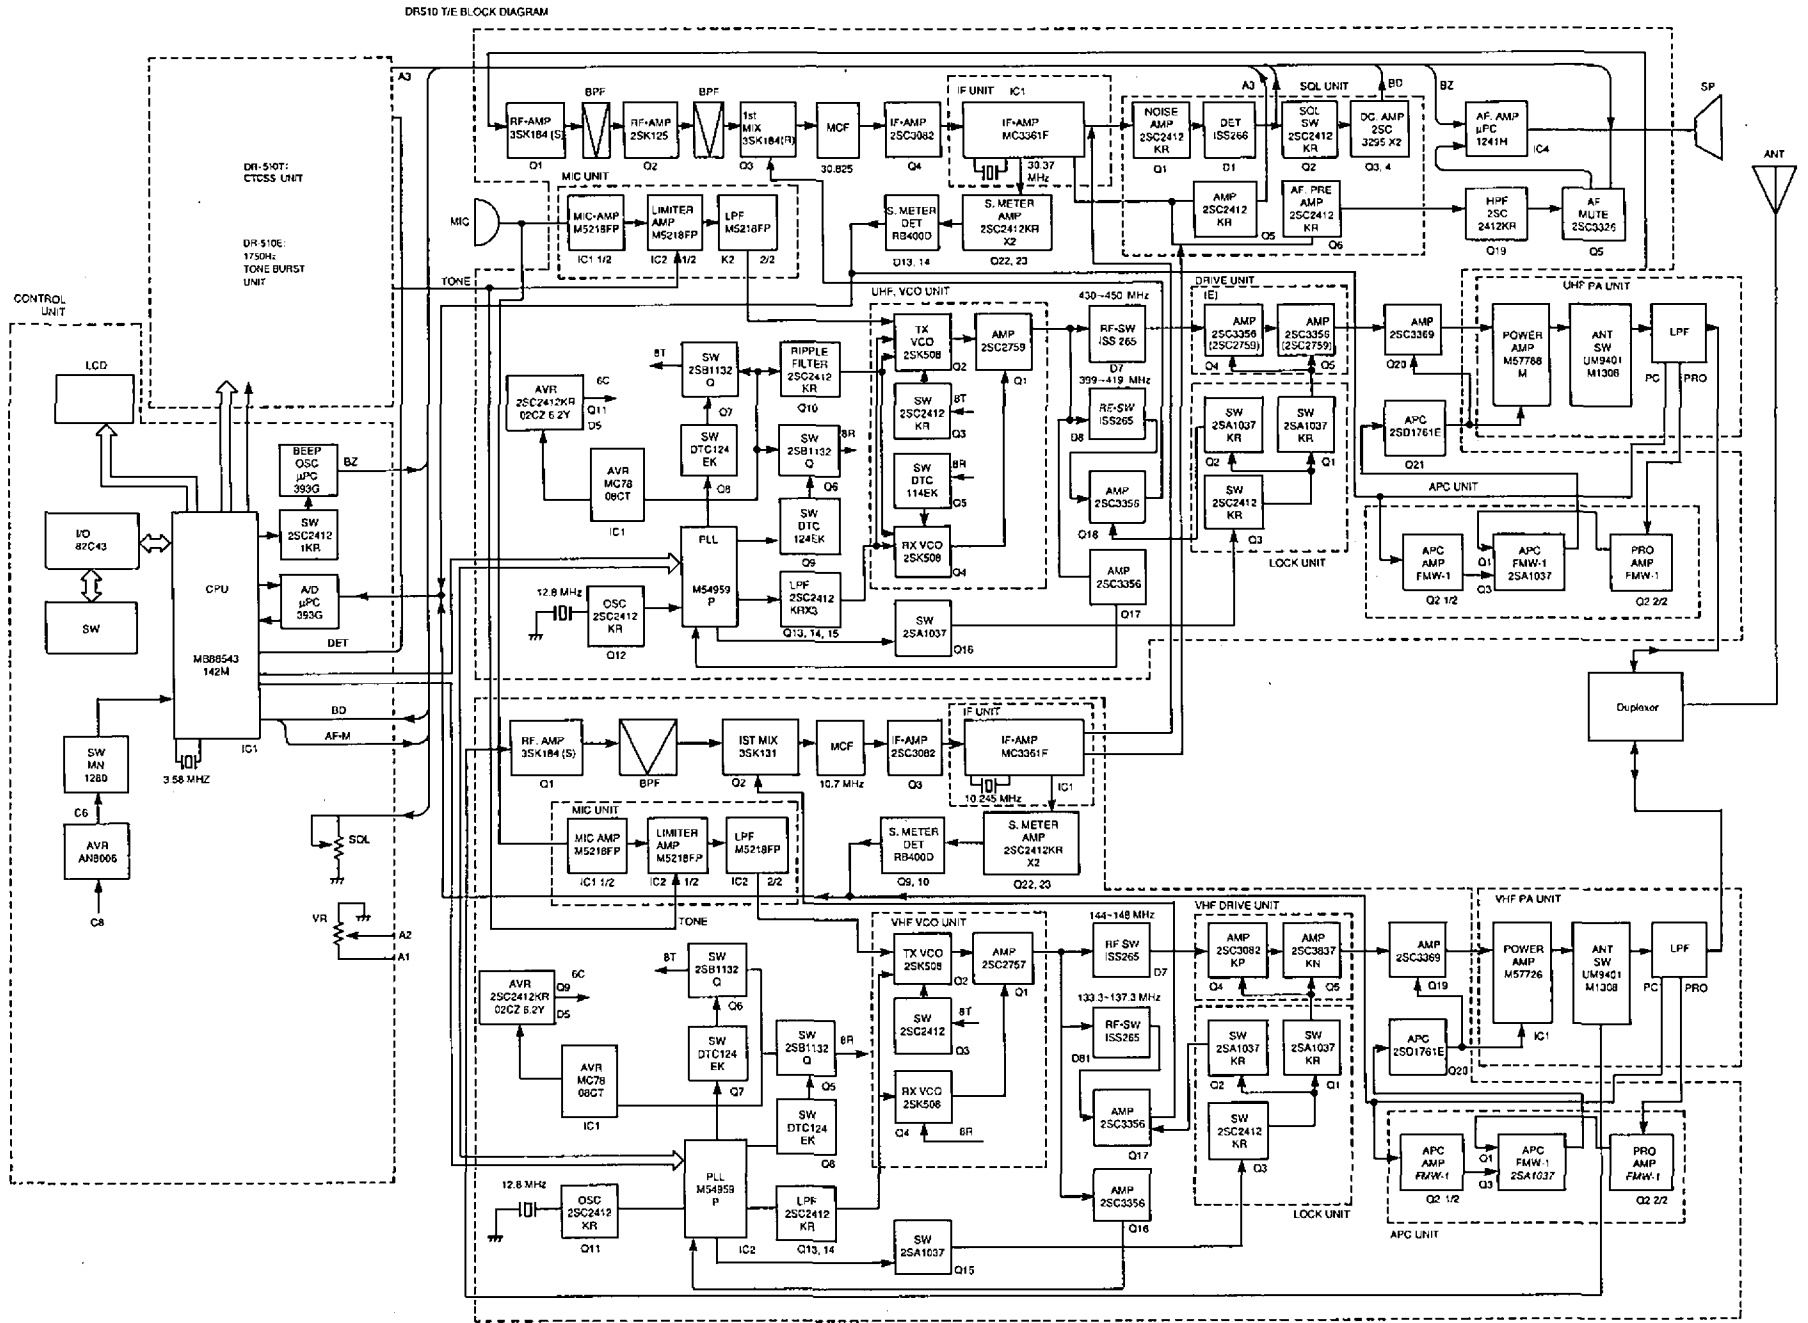 DR510 T/E BLOCK DIAGRAM
A3
DR-510T:
CTCSS UNIT
DR-510E:
1750Hz
TONE BURST
UNIT
CONTROL
UNIT
LCD
I/O
82C43
SW
CPU
MB88543
142M
IC1
3.58 MHZ
BEEP
OSC
µPC
393G
BZ
SW
2SC2412
1KR
A/D
µPC
393G
DET
BD
AF-M
SW
MN
1280
C6
AVR
AN8006
C8
SQL
VR
A2
A1
RF-AMP
3SK184 (S)
Q1
BPF
RF-AMP
2SK125
Q2
BPF
1st
MIX
3SK184(R)
Q3
MCF
30.825
IF-AMP
2SC3082
Q4
IF UNIT
IC1
IF-AMP
MC3361F
30.37
MHz
NOISE
AMP
2SC2412
KR
Q1
DET
ISS266
D1
A3
SQL UNIT
SQL
SW
2SC2412
KR
Q2
BD
DC. AMP
2SC
3295 X2
Q3, 4
BZ
AF. AMP
µPC
1241H
IC4
SP
ANT
MIC
MIC UNIT
MIC-AMP
M5218FP
IC1 1/2
LIMITER
AMP
M5218FP
IC2 1/2
LPF
M5218FP
K2 2/2
TONE
S. METER
DET
RB400D
D13, 14
S. METER
AMP
2SC2412KR
X2
Q22, 23
AMP
2SC2412
KR
Q5
AF. PRE
AMP
2SC2412
KR
Q6
HPF
2SC
2412KR
Q19
AF
MUTE
2SC3326
Q5
UHF, VCO UNIT
TX
VCO
2SK508
Q2
AMP
2SC2759
Q1
SW
2SC2412
KR
8T
Q3
SW
DTC
114EK
8R
Q5
RX VCO
2SK508
Q4
430~450 MHz
RF-SW
ISS 265
D7
399~419 MHz
RE-SW
ISS265
D8
AMP
2SC3356
Q18
AMP
2SC3356
Q17
DRIVE UNIT
(E)
AMP
2SC3356
(2SC2759)
Q4
AMP
2SC3356
(2SC2759)
Q5
SW
2SA1037
KR
Q2
SW
2SA1037
KR
Q1
SW
2SC2412
KR
Q3
LOCK UNIT
AMP
2SC3369
Q20
APC
2SD1761E
Q21
UHF PA UNIT
POWER
AMP
M57788
M
ANT
SW
UM9401
M1308
LPF
PC
PRO
APC UNIT
APC
AMP
FMW-1
Q2 1/2
Q1
Q3
APC
FMW-1
2SA1037
PRO
AMP
FMW-1
Q2 2/2
8T
SW
2SB1132
Q
Q7
RIPPLE
FILTER
2SC2412
KR
Q10
AVR
2SC2412KR
02CZ 6.2Y
6C
Q11
D5
SW
DTC124
EK
Q8
SW
2SB1132
Q
8R
Q6
AVR
MC78
08CT
IC1
SW
DTC
124EK
Q9
PLL
M54959
P
12.8 MHz
OSC
2SC2412
KR
Q12
LPF
2SC2412
KRX3
Q13, 14, 15
SW
2SA1037
Q16
Duplexer
RF. AMP
3SK184 (S)
Q1
BPF
IST MIX
3SK131
Q2
MCF
10.7 MHz
IF-AMP
2SC3082
Q3
IF UNIT
IF-AMP
MC3361F
10.245 MHz
IC1
MIC UNIT
MIC AMP
M5218FP
IC1 1/2
LIMITER
AMP
M5218FP
IC2 1/2
LPF
M5218FP
IC2 2/2
TONE
S. METER
DET
RB400D
Q9, 10
S. METER
AMP
2SC2412KR
X2
Q22, 23
VHF VCO UNIT
TX VCO
2SK508
Q2
AMP
2SC2757
Q1
SW
2SC2412
8T
Q3
RX VCO
2SK508
Q4
8R
144~148 MHz
RF SW
ISS265
D7
133.3~137.3 MHz
RF-SW
ISS265
D81
AMP
2SC3356
Q17
AMP
2SC3356
Q16
VHF DRIVE UNIT
AMP
2SC3082
KP
Q4
AMP
2SC3837
KN
Q5
SW
2SA1037
KR
Q2
SW
2SA1037
KR
Q1
SW
2SC2412
KR
Q3
LOCK UNIT
AMP
2SC3369
Q19
APC
2SD1761E
Q20
VHF PA UNIT
POWER
AMP
M57726
IC1
ANT
SW
UM9401
M1308
LPF
PC
PRO
APC
AMP
FMW-1
Q2 1/2
Q1
Q3
APC
FMW-1
2SA1037
PRO
AMP
FMW-1
Q2 2/2
APC UNIT
8T
SW
2SB1132
Q
Q6
AVR
2SC2412KR
02CZ 6.2Y
6C
Q9
D5
SW
DTC124
EK
Q7
SW
2SB1132
Q
8R
Q5
AVR
MC78
08CT
IC1
SW
DTC124
EK
Q8
PLL
M54959
P
IC2
12.8 MHz
OSC
2SC2412
KR
Q11
LPF
2SC2412
KR
Q13, 14
SW
2SA1037
Q15